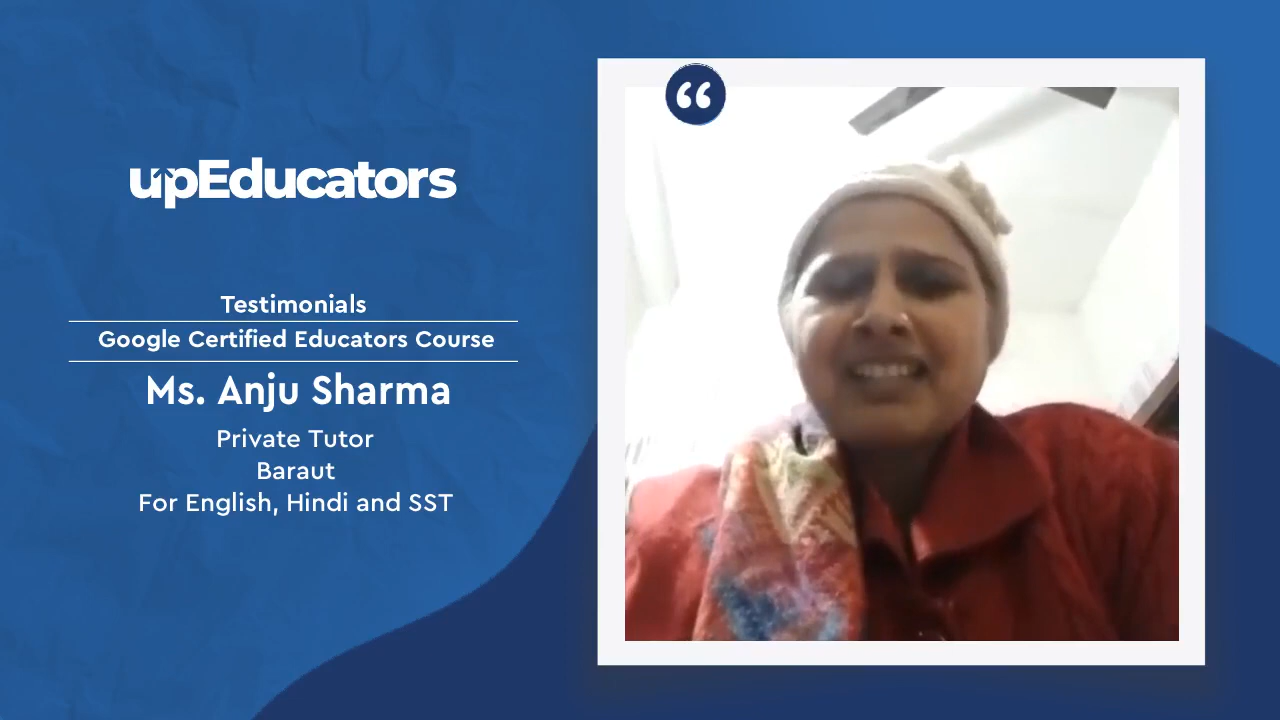 upEducators
Testimonials
Google Certified Educators Course
Ms. Anju Sharma
Private Tutor
Baraut
For English, Hindi and SST